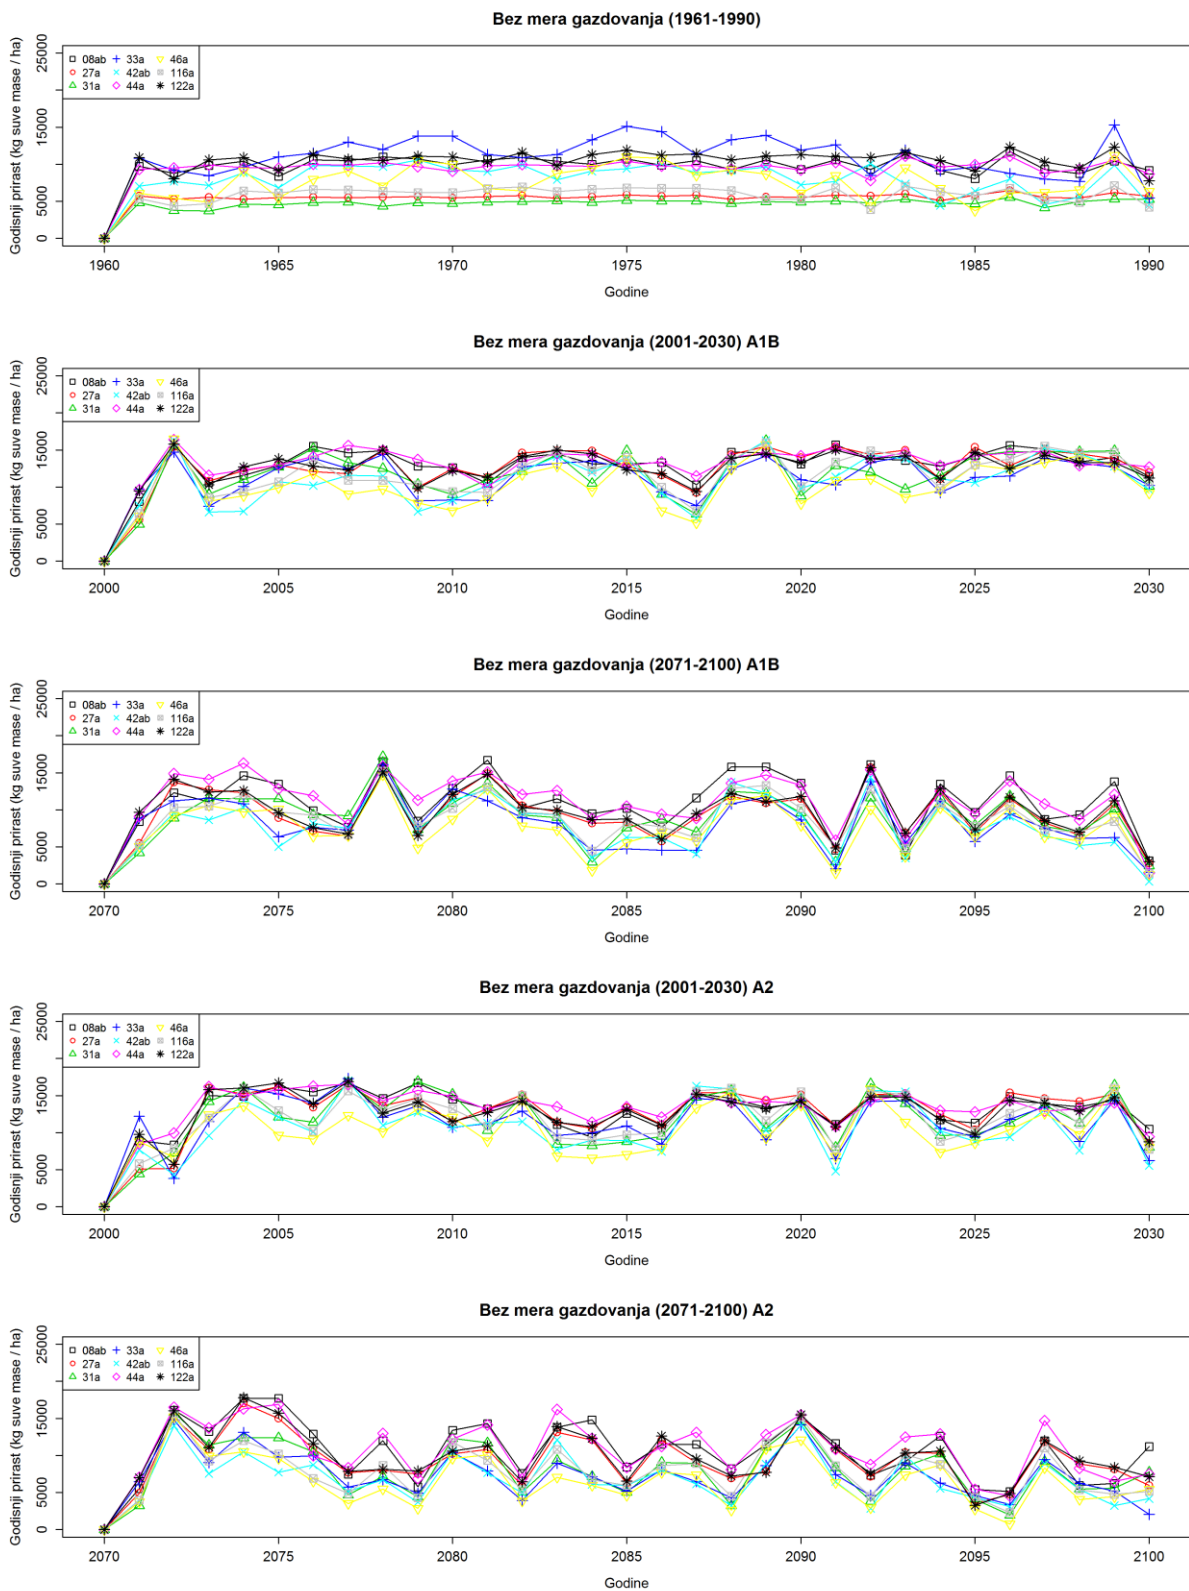 Bez mera gazdovanja (1961-1990)
Godisnji prirast (kg suve mase / ha)
0 5000 15000 25000
08ab 33a 46a
27a 42ab 116a
31a 44a 122a
1960 1965 1970 1975 1980 1985 1990
Godine
Bez mera gazdovanja (2001-2030) A1B
Godisnji prirast (kg suve mase / ha)
0 5000 15000 25000
08ab 33a 46a
27a 42ab 116a
31a 44a 122a
2000 2005 2010 2015 2020 2025 2030
Godine
Bez mera gazdovanja (2071-2100) A1B
Godisnji prirast (kg suve mase / ha)
0 5000 15000 25000
08ab 33a 46a
27a 42ab 116a
31a 44a 122a
2070 2075 2080 2085 2090 2095 2100
Godine
Bez mera gazdovanja (2001-2030) A2
Godisnji prirast (kg suve mase / ha)
0 5000 15000 25000
08ab 33a 46a
27a 42ab 116a
31a 44a 122a
2000 2005 2010 2015 2020 2025 2030
Godine
Bez mera gazdovanja (2071-2100) A2
Godisnji prirast (kg suve mase / ha)
0 5000 15000 25000
08ab 33a 46a
27a 42ab 116a
31a 44a 122a
2070 2075 2080 2085 2090 2095 2100
Godine